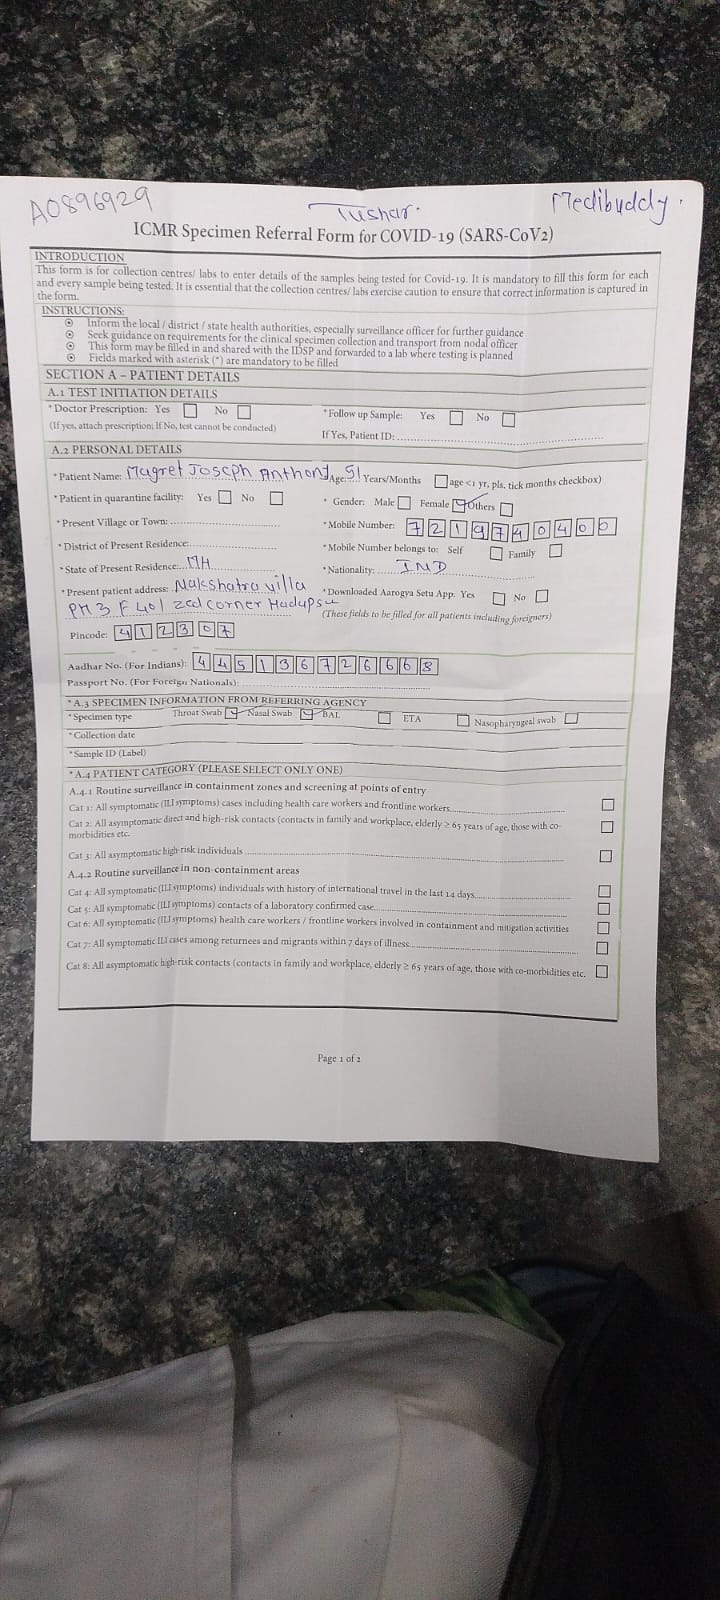 A0896929 Tushar. Medibuddy.
ICMR Specimen Referral Form for COVID-19 (SARS-CoV2)
INTRODUCTION
This form is for collection centres/ labs to enter details of the samples being tested for Covid-19. It is mandatory to fill this form for each
and every sample being tested. It is essential that the collection centres/ labs exercise caution to ensure that correct information is captured in
the form.
INSTRUCTIONS:
Inform the local / district / state health authorities, especially surveillance officer for further guidance
Seek guidance on requirements for the clinical specimen collection and transport from nodal officer
This form may be filled in and shared with the IDSP and forwarded to a lab where testing is planned
Fields marked with asterisk (*) are mandatory to be filled
SECTION A – PATIENT DETAILS
A.1 TEST INITIATION DETAILS
*Doctor Prescription: Yes No *Follow up Sample: Yes No
(If yes, attach prescription; If No, test cannot be conducted) If Yes, Patient ID:
A.2 PERSONAL DETAILS
*Patient Name: Magret Joseph Anthony *Age: 51 Years/Months age <1 yr, pls. tick months checkbox)
*Patient in quarantine facility: Yes No * Gender: Male Female Others
*Present Village or Town: *Mobile Number: 7219740400
*District of Present Residence: *Mobile Number belongs to: Self Family
*State of Present Residence: MH *Nationality: IND
*Present patient address: Nakshatra villa *Downloaded Aarogya Setu App: Yes No
F 401 corner (These fields to be filled for all patients including foreigners)
Pincode: 412307
Aadhar No. (For Indians): 445136726668
Passport No. (For Foreign Nationals):
*A.3 SPECIMEN INFORMATION FROM REFERRING AGENCY
*Specimen type Throat Swab Nasal Swab BAL ETA Nasopharyngeal swab
*Collection date
*Sample ID (Label)
*A.4 PATIENT CATEGORY (PLEASE SELECT ONLY ONE)
A.4.1 Routine surveillance in containment zones and screening at points of entry
Cat 1: All symptomatic (ILI symptoms) cases including health care workers and frontline workers
Cat 2: All asymptomatic direct and high-risk contacts (contacts in family and workplace, elderly ≥ 65 years of age, those with co-
morbidities etc.
Cat 3: All asymptomatic high-risk individuals
A.4.2 Routine surveillance in non-containment areas
Cat 4: All symptomatic (ILI symptoms) individuals with history of international travel in the last 14 days
Cat 5: All symptomatic (ILI symptoms) contacts of a laboratory confirmed case
Cat 6: All symptomatic (ILI symptoms) health care workers / frontline workers involved in containment and mitigation activities
Cat 7: All symptomatic ILI cases among returnees and migrants within 7 days of illness
Cat 8: All asymptomatic high-risk contacts (contacts in family and workplace, elderly ≥ 65 years of age, those with co-morbidities etc.
Page 1 of 2